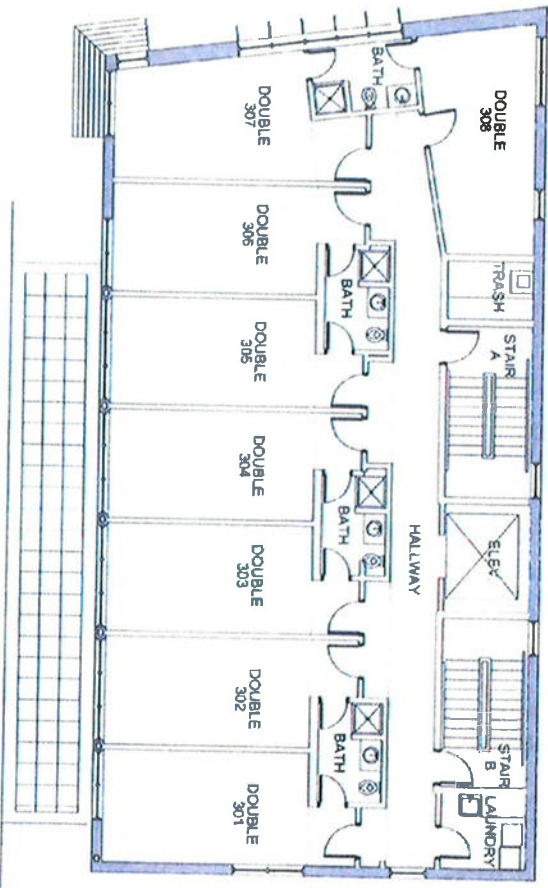 BATH
DOUBLE
308
DOUBLE
307
TRASH
DOUBLE
306
BATH
STAIR
A
DOUBLE
305
DOUBLE
304
BATH
HALLWAY
ELEV
DOUBLE
303
DOUBLE
302
BATH
STAIR
B
DOUBLE
301
LAUNDRY